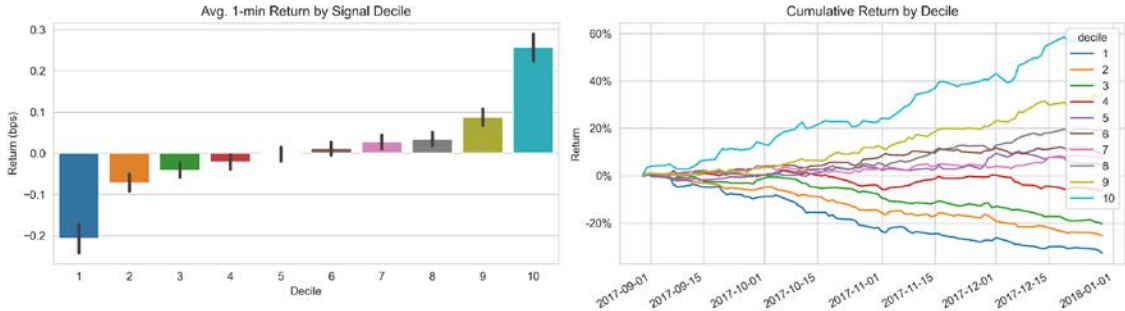 Avg. 1-min Return by Signal Decile
Return (bps)
0.3
0.2
0.1
0.0
−0.1
−0.2
1 2 3 4 5 6 7 8 9 10
Decile
Cumulative Return by Decile
Return
60%
40%
20%
0%
−20%
decile
1
2
3
4
5
6
7
8
9
10
2017-09-01 2017-09-15 2017-10-01 2017-10-15 2017-11-01 2017-11-15 2017-12-01 2017-12-15 2018-01-01